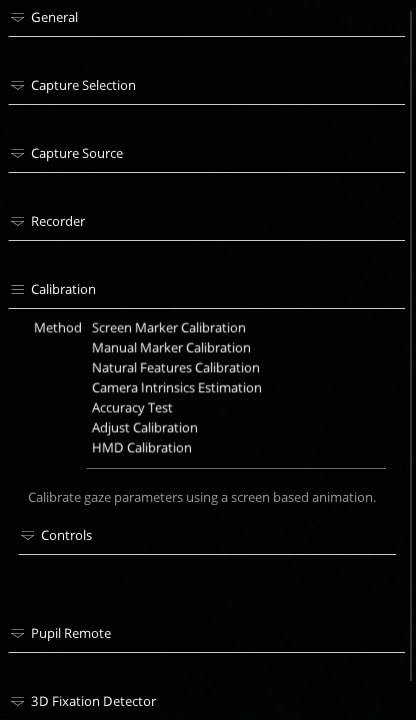 General
Capture Selection
Capture Source
Recorder
Calibration
Method Screen Marker Calibration
Manual Marker Calibration
Natural Features Calibration
Camera Intrinsics Estimation
Accuracy Test
Adjust Calibration
HMD Calibration
Calibrate gaze parameters using a screen based animation.
Controls
Pupil Remote
3D Fixation Detector